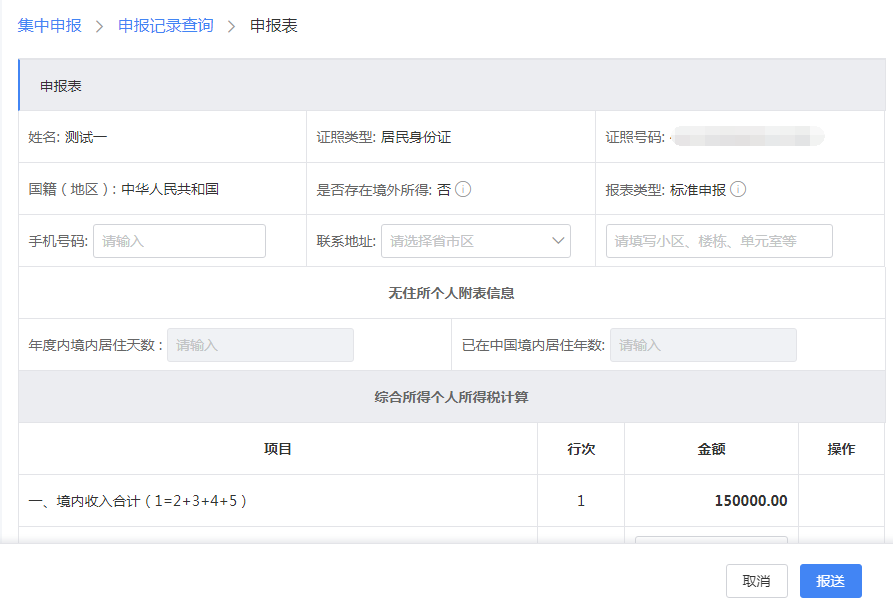 集中申报 > 申报记录查询 > 申报表
申报表
姓名: 测试一 证照类型: 居民身份证 证照号码:
国籍（地区）: 中华人民共和国 是否存在境外所得: 否 报表类型: 标准申报
手机号码: 请输入 联系地址: 请选择省市区 请填写小区、楼栋、单元室等
无住所个人附表信息
年度内境内居住天数: 请输入 已在中国境内居住年数: 请输入
综合所得个人所得税计算
项目 行次 金额 操作
一、境内收入合计（1=2+3+4+5） 1 150000.00
取消 报送